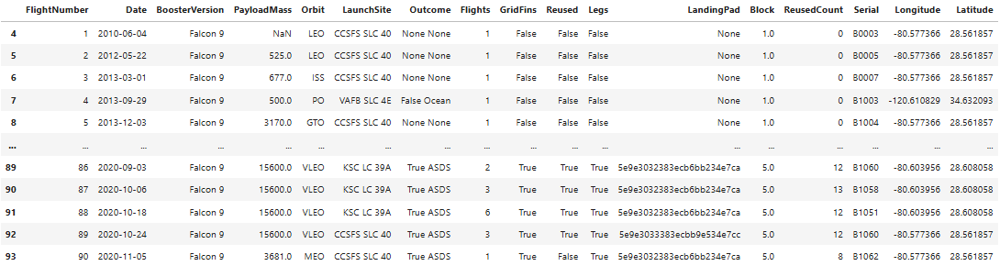 FlightNumber Date BoosterVersion PayloadMass Orbit LaunchSite Outcome Flights GridFins Reused Legs LandingPad Block ReusedCount Serial Longitude Latitude
4 1 2010-06-04 Falcon 9 NaN LEO CCSFS SLC 40 None None 1 False False False None 1.0 0 B0003 -80.577366 28.561857
5 2 2012-05-22 Falcon 9 525.0 LEO CCSFS SLC 40 None None 1 False False False None 1.0 0 B0005 -80.577366 28.561857
6 3 2013-03-01 Falcon 9 677.0 ISS CCSFS SLC 40 None None 1 False False False None 1.0 0 B0007 -80.577366 28.561857
7 4 2013-09-29 Falcon 9 500.0 PO VAFB SLC 4E False Ocean 1 False False False None 1.0 0 B1003 -120.610829 34.632093
8 5 2013-12-03 Falcon 9 3170.0 GTO CCSFS SLC 40 None None 1 False False False None 1.0 0 B1004 -80.577366 28.561857
... ... ... ... ... ... ... ... ... ... ... ... ... ... ... ... ... ...
89 86 2020-09-03 Falcon 9 15600.0 VLEO KSC LC 39A True ASDS 2 True True True 5e9e3032383ecb6bb234e7ca 5.0 12 B1060 -80.603956 28.608058
90 87 2020-10-06 Falcon 9 15600.0 VLEO KSC LC 39A True ASDS 3 True True True 5e9e3032383ecb6bb234e7ca 5.0 13 B1058 -80.603956 28.608058
91 88 2020-10-18 Falcon 9 15600.0 VLEO KSC LC 39A True ASDS 6 True True True 5e9e3032383ecb6bb234e7ca 5.0 12 B1051 -80.603956 28.608058
92 89 2020-10-24 Falcon 9 15600.0 VLEO CCSFS SLC 40 True ASDS 3 True True True 5e9e3033383ecbb9e534e7cc 5.0 12 B1060 -80.577366 28.561857
93 90 2020-11-05 Falcon 9 3681.0 MEO CCSFS SLC 40 True ASDS 1 True False True 5e9e3032383ecb6bb234e7ca 5.0 8 B1062 -80.577366 28.561857